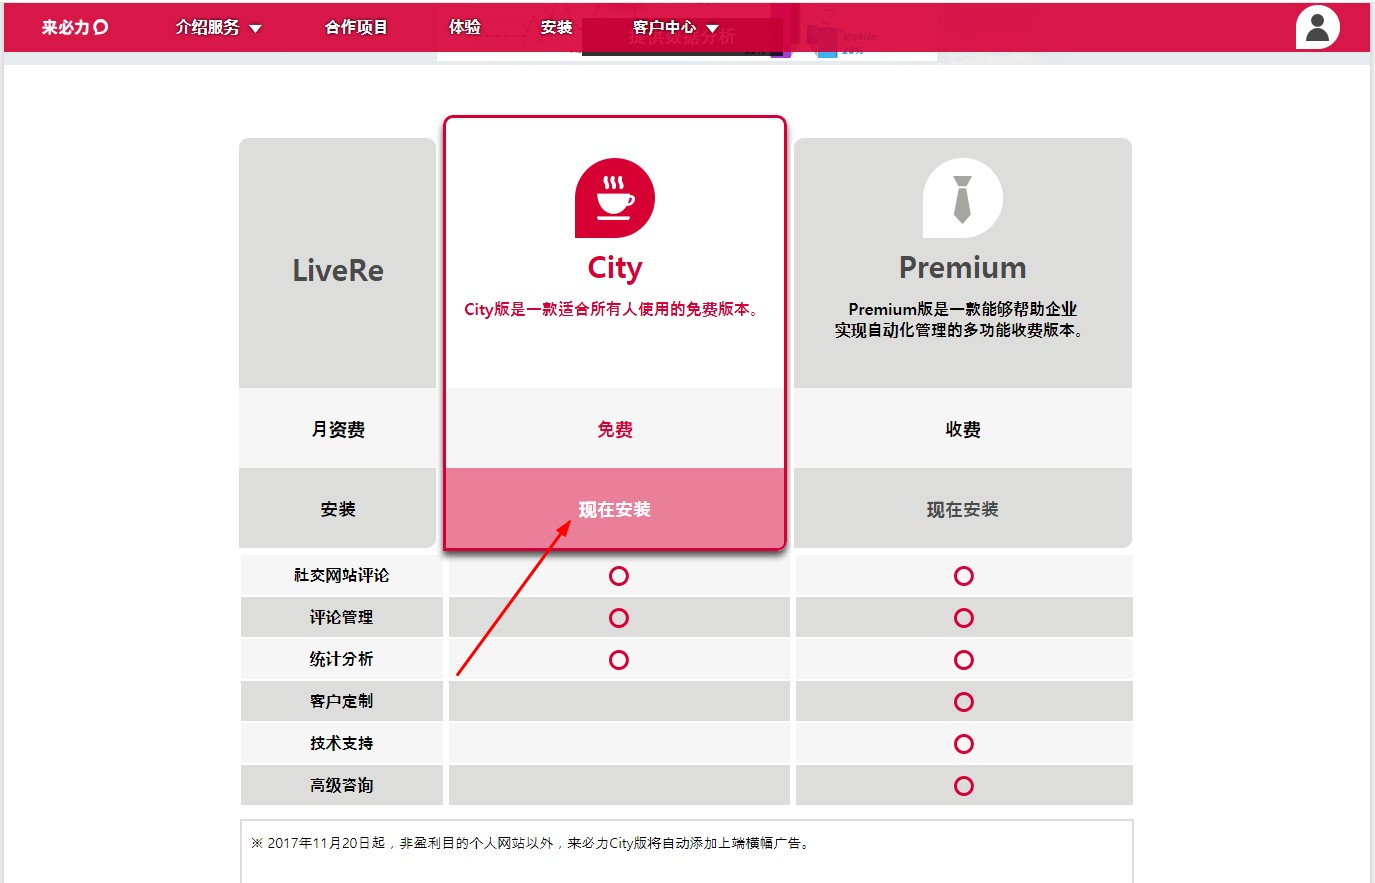 来必力
介绍服务
合作项目
体验
安装
客户中心
提供数据分析
Mobile
20%
LiveRe
City
City版是一款适合所有人使用的免费版本。
Premium
Premium版是一款能够帮助企业
实现自动化管理的多功能收费版本。
月资费
免费
收费
安装
现在安装
现在安装
社交网站评论
评论管理
统计分析
客户定制
技术支持
高级咨询
※ 2017年11月20日起，非盈利目的个人网站以外，来必力City版将自动添加上端横幅广告。